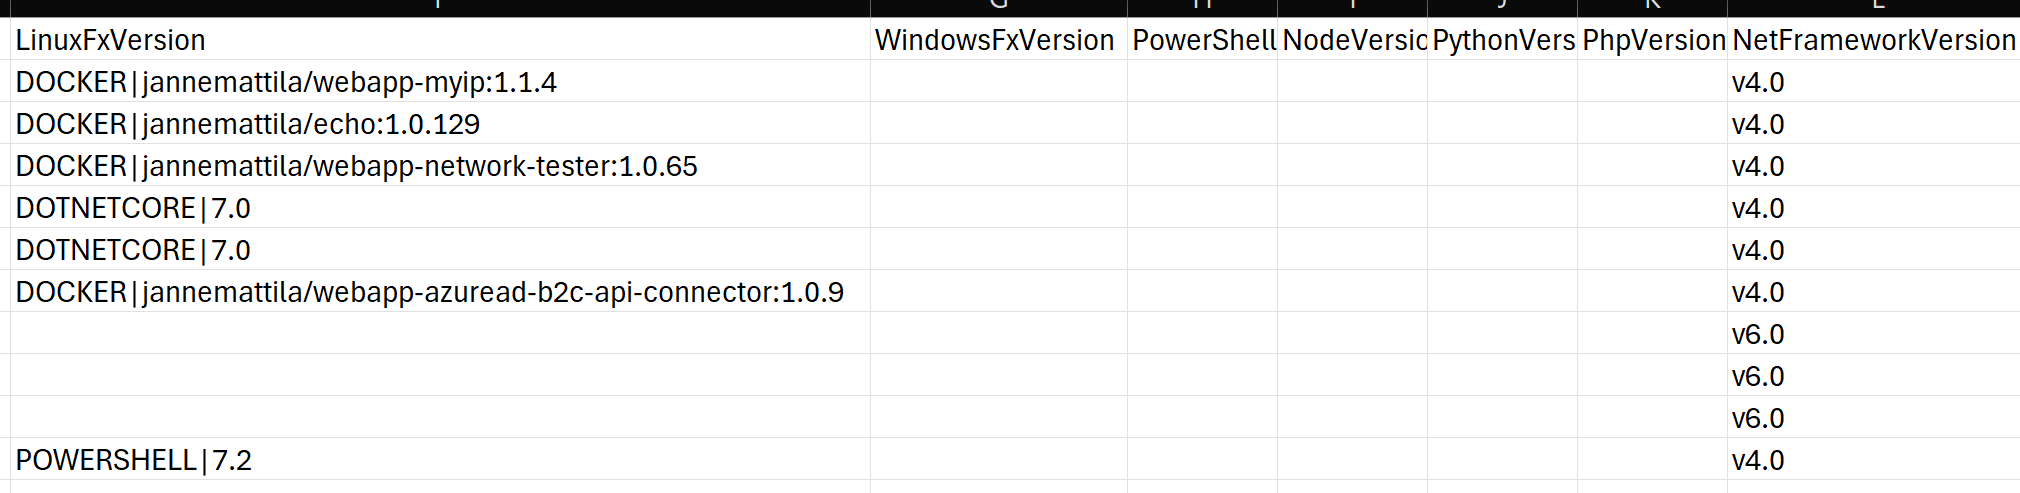 LinuxFxVersion WindowsFxVersion PowerShell NodeVersio PythonVers PhpVersion NetFrameworkVersion
DOCKER|jannemattila/webapp-myip:1.1.4 v4.0
DOCKER|jannemattila/echo:1.0.129 v4.0
DOCKER|jannemattila/webapp-network-tester:1.0.65 v4.0
DOTNETCORE|7.0 v4.0
DOTNETCORE|7.0 v4.0
DOCKER|jannemattila/webapp-azuread-b2c-api-connector:1.0.9 v4.0
v6.0
v6.0
v6.0
POWERSHELL|7.2 v4.0